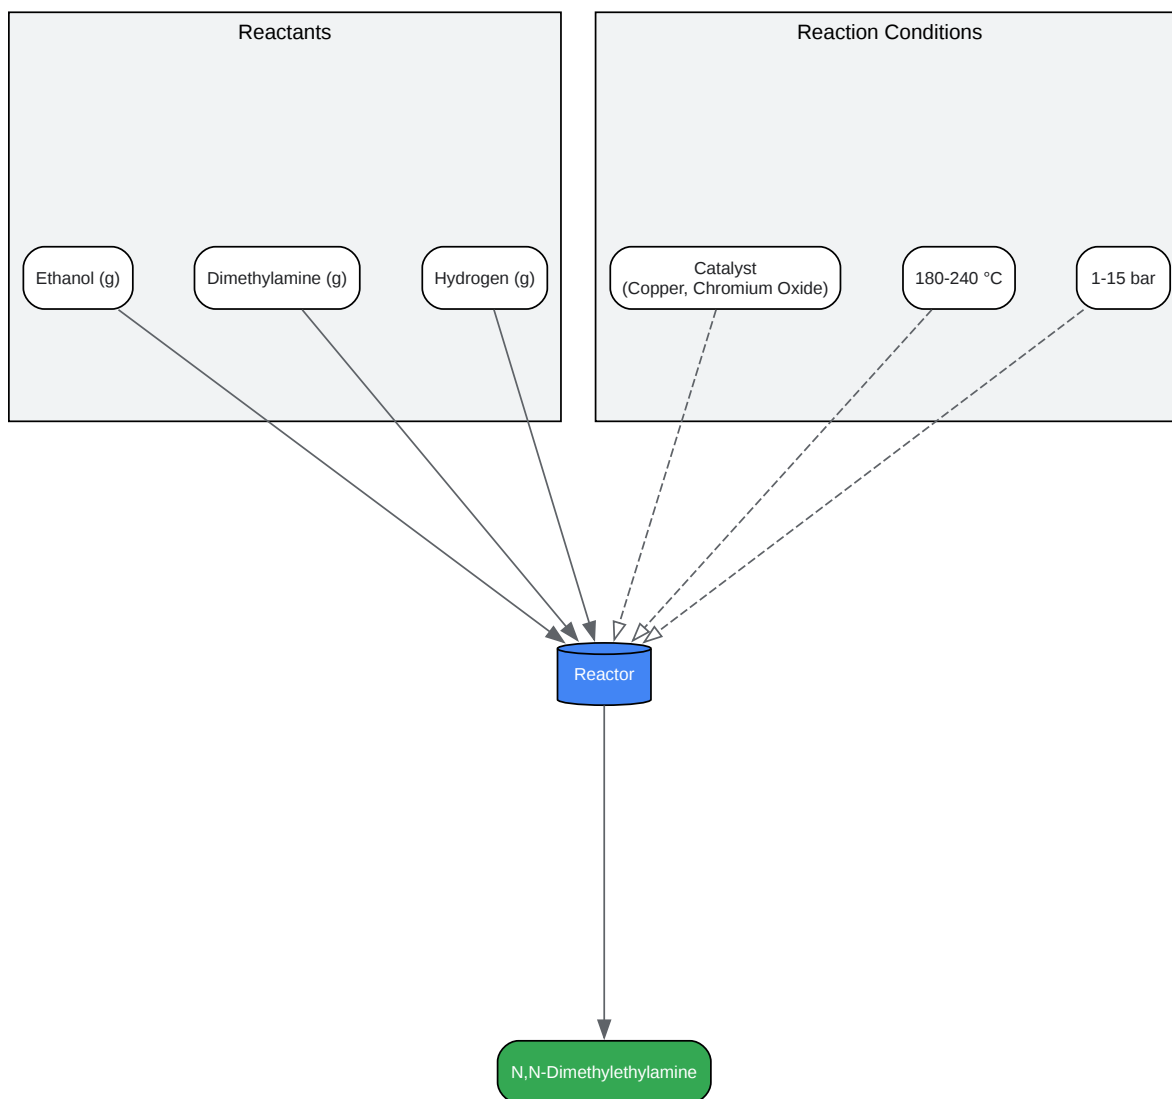 Reactants
Reaction Conditions
Ethanol (g)
Dimethylamine (g)
Hydrogen (g)
Catalyst
(Copper, Chromium Oxide)
180-240 °C
1-15 bar
Reactor
N,N-Dimethylethylamine